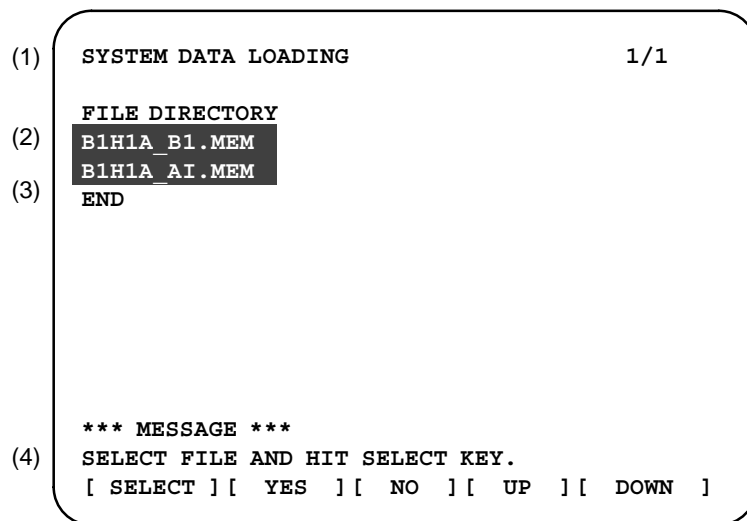 (1) SYSTEM DATA LOADING 1/1
FILE DIRECTORY
(2) B1H1A_B1.MEM
B1H1A_AI.MEM
(3) END
*** MESSAGE ***
(4) SELECT FILE AND HIT SELECT KEY.
[ SELECT ] [ YES ] [ NO ] [ UP ] [ DOWN ]